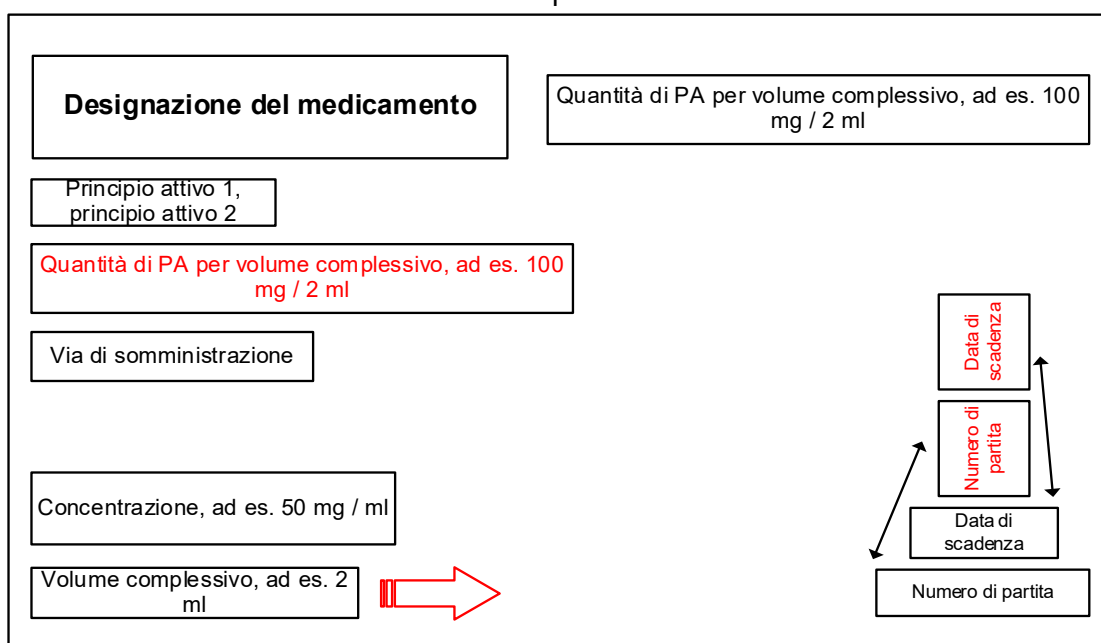 Designazione del medicamento
Quantità di PA per volume complessivo, ad es. 100
mg / 2 ml
Principio attivo 1,
principio attivo 2
Quantità di PA per volume complessivo, ad es. 100
mg / 2 ml
Via di somministrazione
Data di
scadenza
Numero di
partita
Concentrazione, ad es. 50 mg / ml
Data di
scadenza
Volume complessivo, ad es. 2
ml
Numero di partita